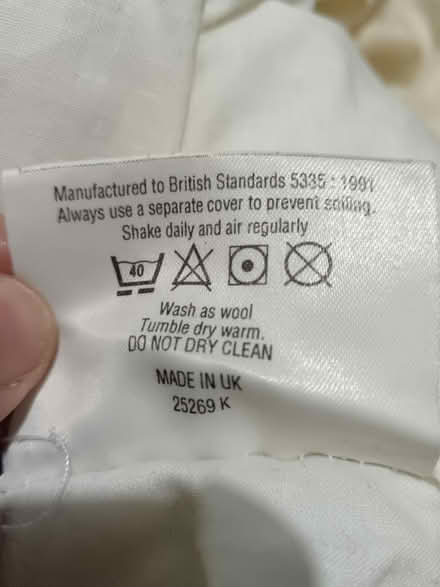 Manufactured to British Standards 5335 : 1991
Always use a separate cover to prevent soiling.
Shake daily and air regularly
40
Wash as wool
Tumble dry warm.
DO NOT DRY CLEAN
MADE IN UK
25269 K